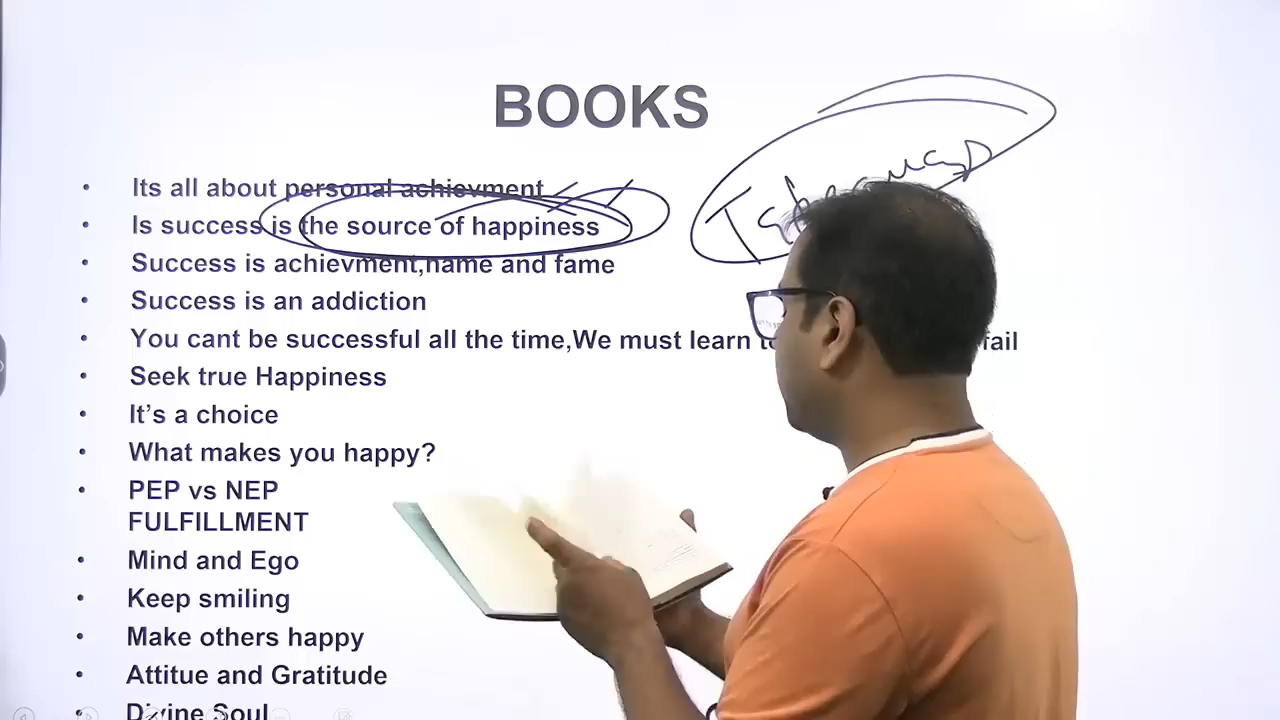 BOOKS
• Its all about personal achievment
• Is success is the source of happiness
• Success is achievment,name and fame
• Success is an addiction
• You cant be successful all the time,We must learn fail
• Seek true Happiness
• It’s a choice
• What makes you happy?
• PEP vs NEP
FULFILLMENT
• Mind and Ego
• Keep smiling
• Make others happy
• Attitue and Gratitude
• Divine Soul